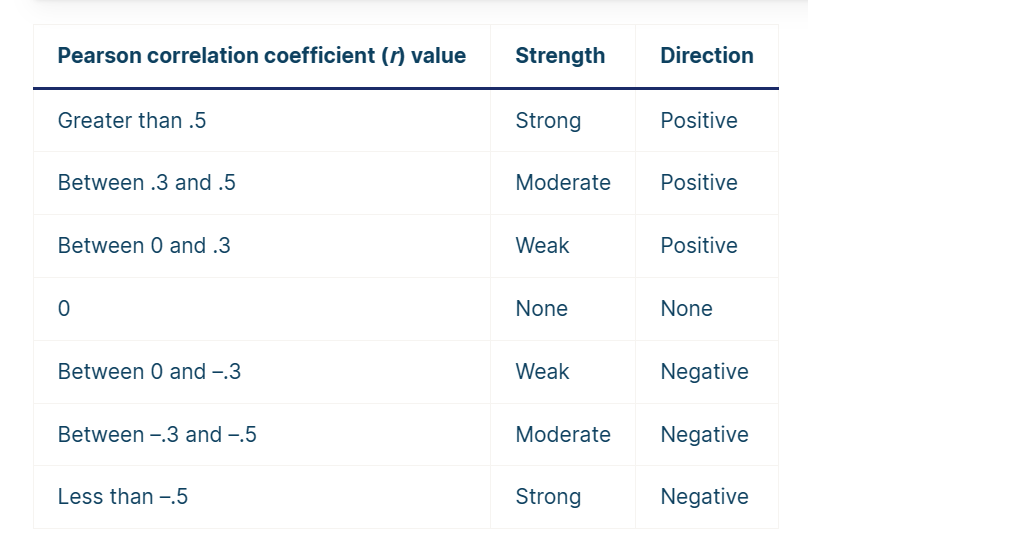 Pearson correlation coefficient (r) value Strength Direction
Greater than .5 Strong Positive
Between .3 and .5 Moderate Positive
Between 0 and .3 Weak Positive
0 None None
Between 0 and –.3 Weak Negative
Between –.3 and –.5 Moderate Negative
Less than –.5 Strong Negative